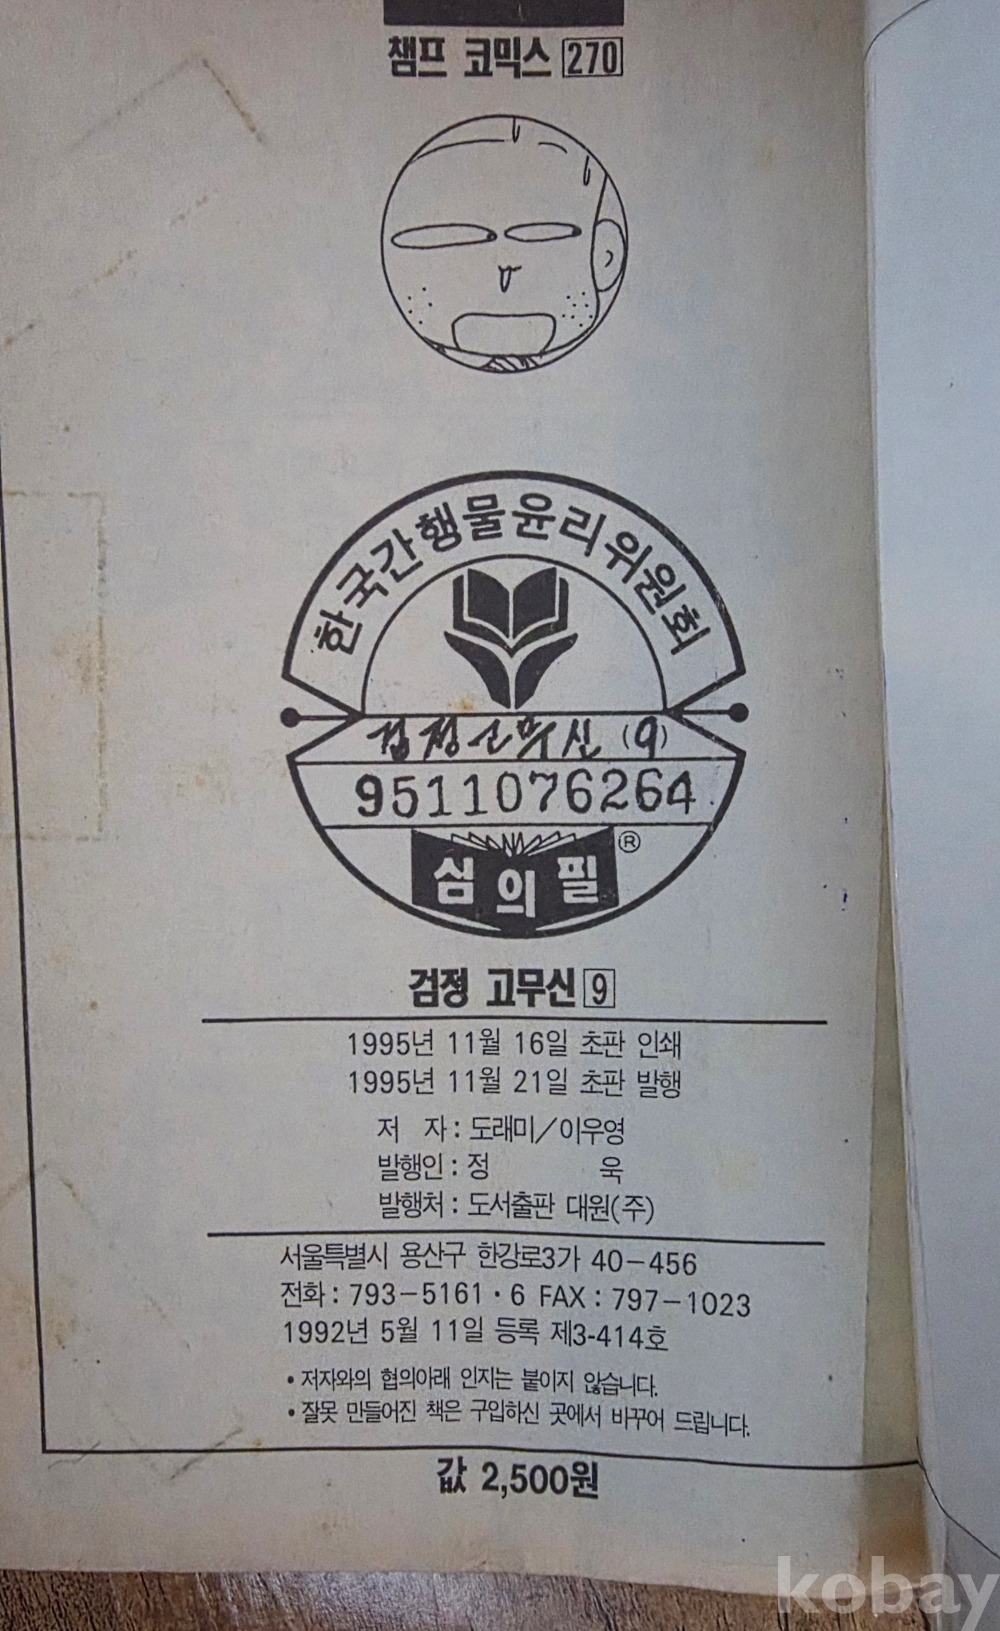 챔프 코믹스 270
한국간행물윤리위원회
검정고무신 (9)
9511076264
심의필 ®
검정 고무신 9
1995년 11월 16일 초판 인쇄
1995년 11월 21일 초판 발행
저 자 : 도래미/이우영
발행인 : 정 욱
발행처 : 도서출판 대원(주)
서울특별시 용산구 한강로3가 40-456
전화 : 793-5161·6 FAX : 797-1023
1992년 5월 11일 등록 제3-414호
• 저자와의 협의아래 인지는 붙이지 않습니다.
• 잘못 만들어진 책은 구입하신 곳에서 바꾸어 드립니다.
값 2,500원
kobay